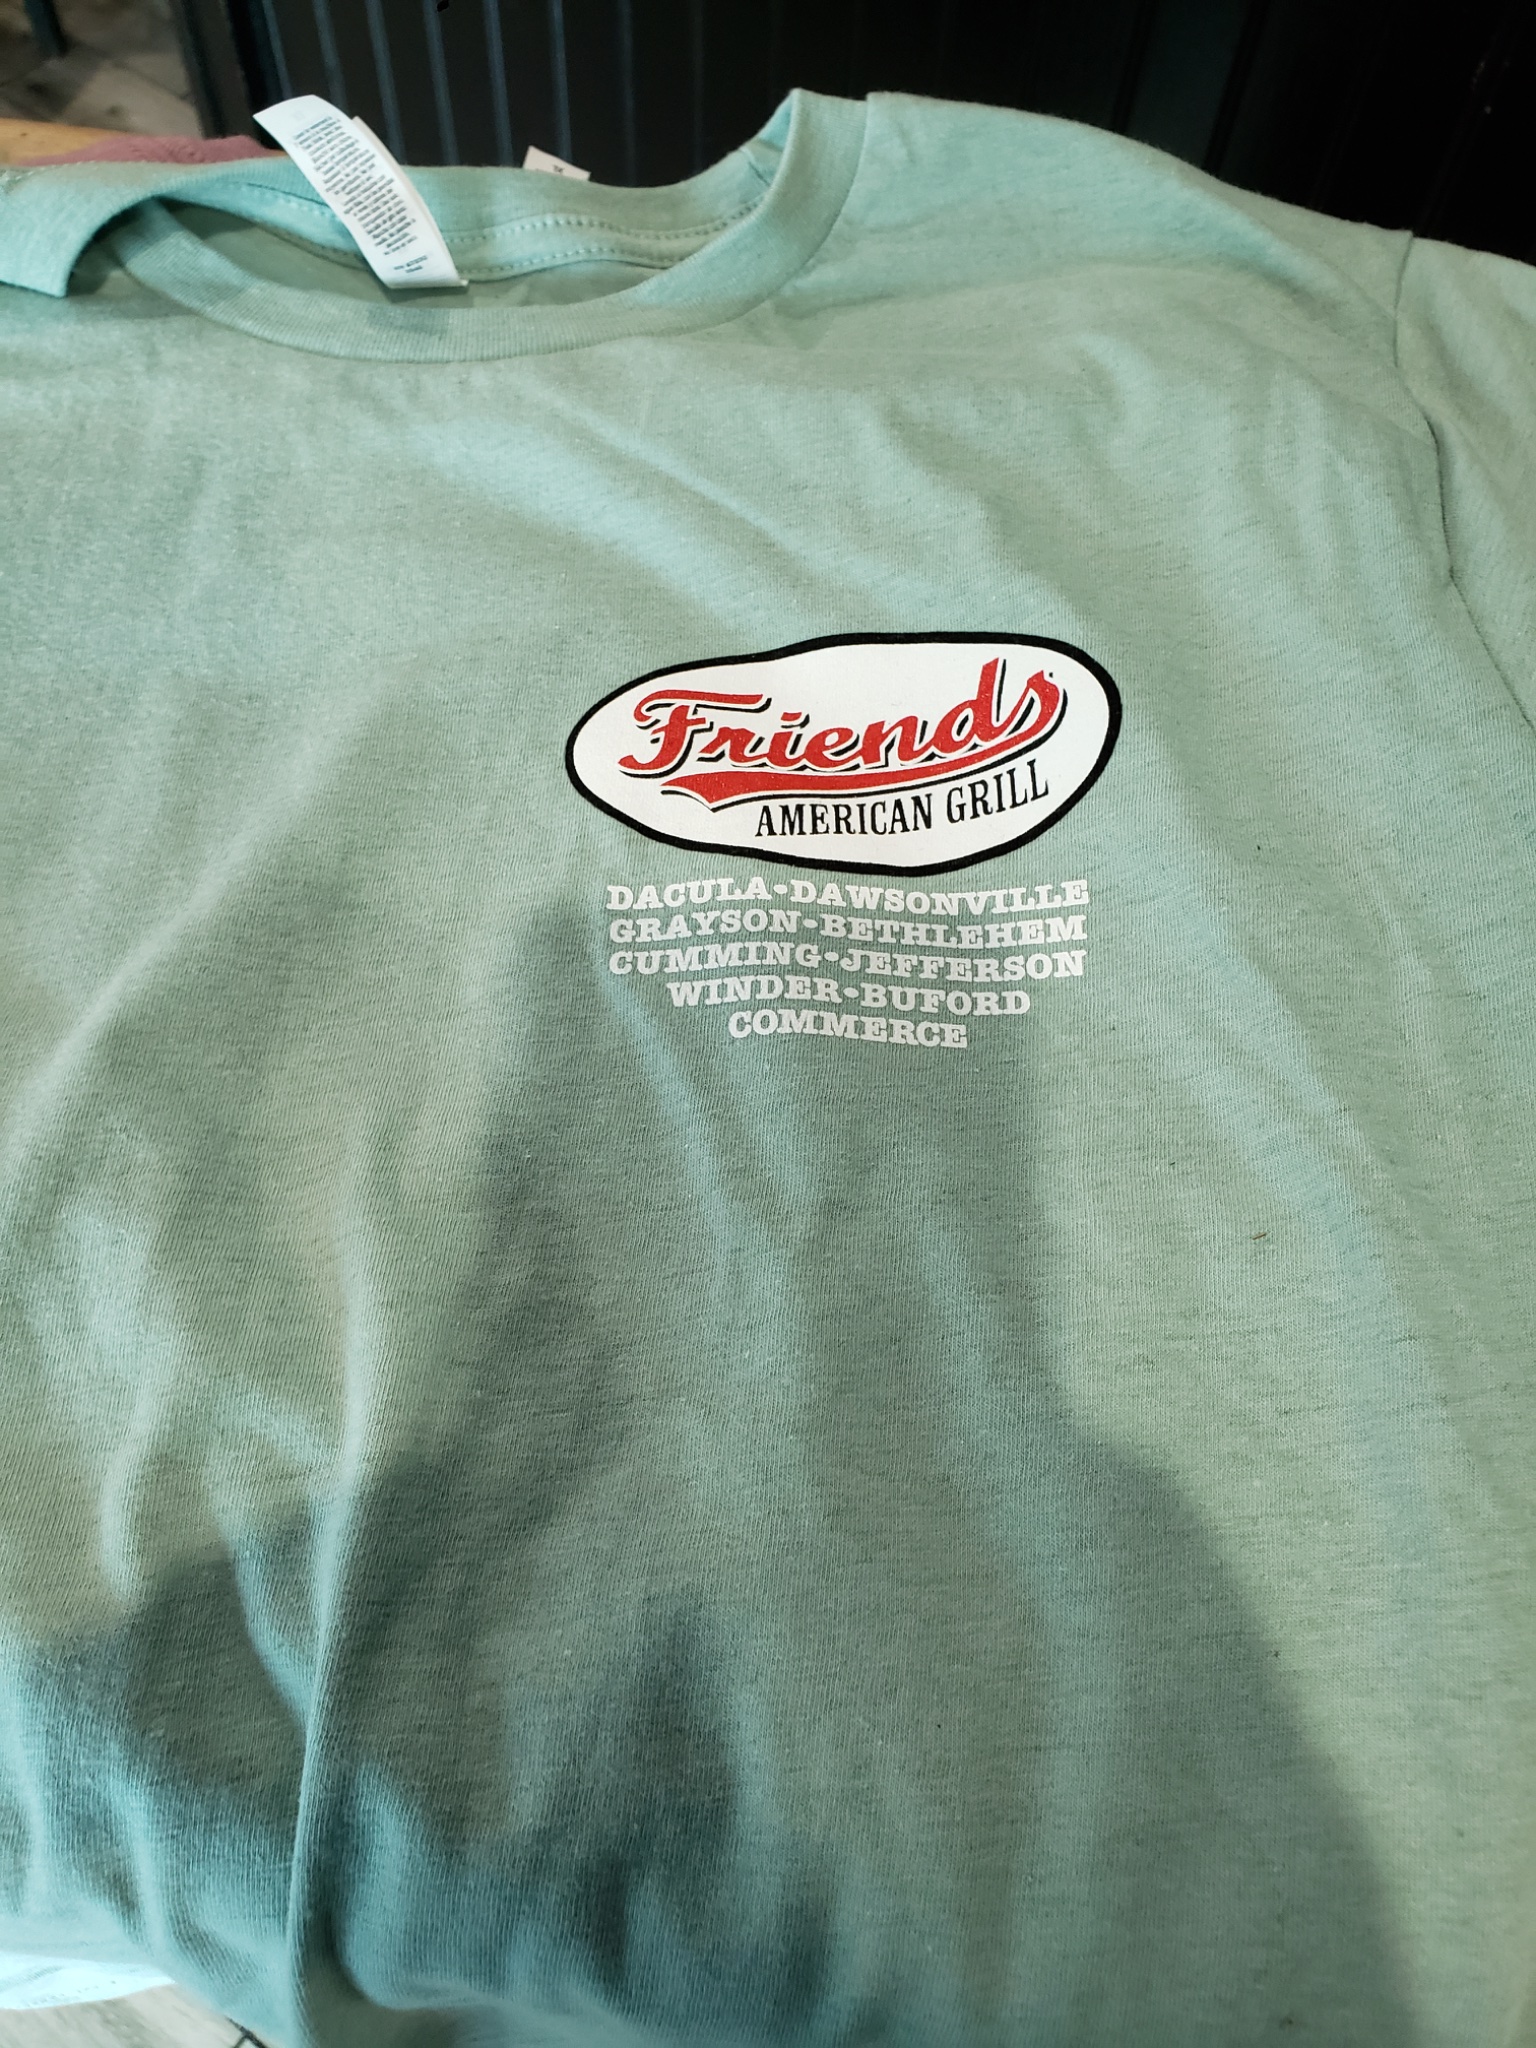 Friends
AMERICAN GRILL
DACULA•DAWSONVILLE
GRAYSON•BETHLEHEM
CUMMING•JEFFERSON
WINDER•BUFORD
COMMERCE